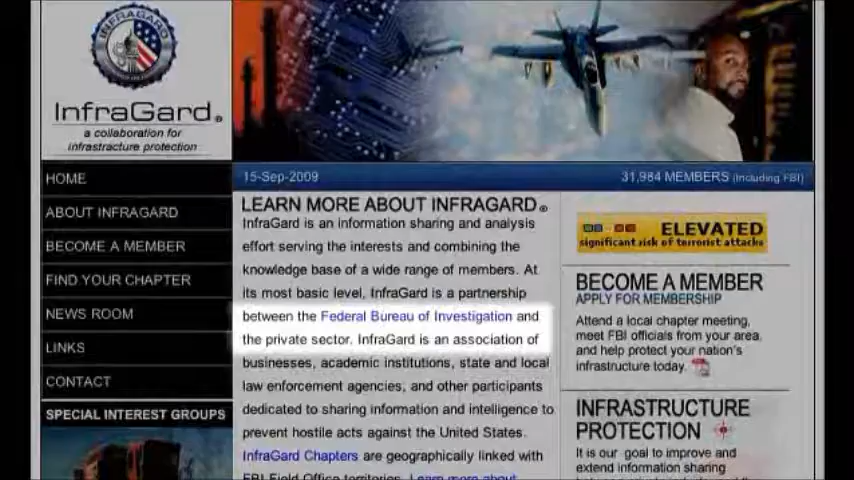 INFRAGARD
InfraGard®
a collaboration for
infrastructure protection
HOME
ABOUT INFRAGARD
BECOME A MEMBER
FIND YOUR CHAPTER
NEWS ROOM
LINKS
CONTACT
SPECIAL INTEREST GROUPS
15-Sep-2009
31,984 MEMBERS (including FBI)
LEARN MORE ABOUT INFRAGARD®
InfraGard is an information sharing and analysis
effort serving the interests and combining the
knowledge base of a wide range of members. At
its most basic level, InfraGard is a partnership
between the Federal Bureau of Investigation and
the private sector. InfraGard is an association of
businesses, academic institutions, state and local
law enforcement agencies, and other participants
dedicated to sharing information and intelligence to
prevent hostile acts against the United States.
InfraGard Chapters are geographically linked with
FBI Field Office territories. Learn more about
ELEVATED
significant risk of terrorist attacks
BECOME A MEMBER
APPLY FOR MEMBERSHIP
Attend a local chapter meeting,
meet FBI officials from your area,
and help protect your nation's
infrastructure today.
INFRASTRUCTURE
PROTECTION
It is our goal to improve and
extend information sharing